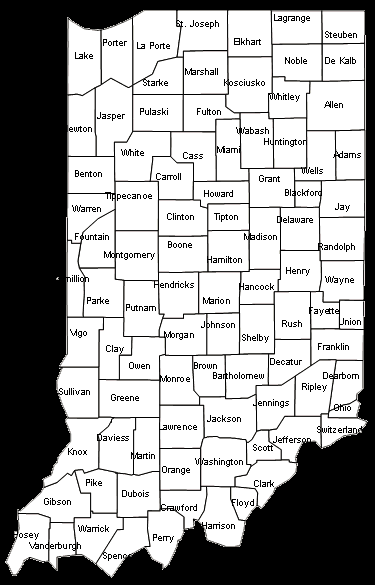 St. Joseph
Lagrange
Steuben
Porter
La Porte
Elkhart
Lake
Noble
De Kalb
Marshall
Starke
Kosciusko
Whitley
Allen
Pulaski
Fulton
Jasper
ewton
Wabash
Huntington
Miami
White
Cass
Adams
Wells
Benton
Carroll
Grant
Howard
Blackford
Tippecanoe
Warren
Jay
Clinton
Tipton
Delaware
Fountain
Madison
Boone
Randolph
Montgomery
Hamilton
Henry
million
Hendricks
Hancock
Wayne
Parke
Putnam
Marion
Fayette
Union
Rush
Johnson
Vigo
Morgan
Shelby
Franklin
Clay
Owen
Brown
Decatur
Monroe
Bartholomew
Dearborn
Ripley
Sullivan
Greene
Jennings
Ohio
Jackson
Lawrence
Switzerland
Daviess
Jefferson
Scott
Knox
Martin
Washington
Orange
Pike
Clark
Dubois
Gibson
Floyd
Crawford
Harrison
Warrick
Posey
Perry
Vanderburgh
Spenc